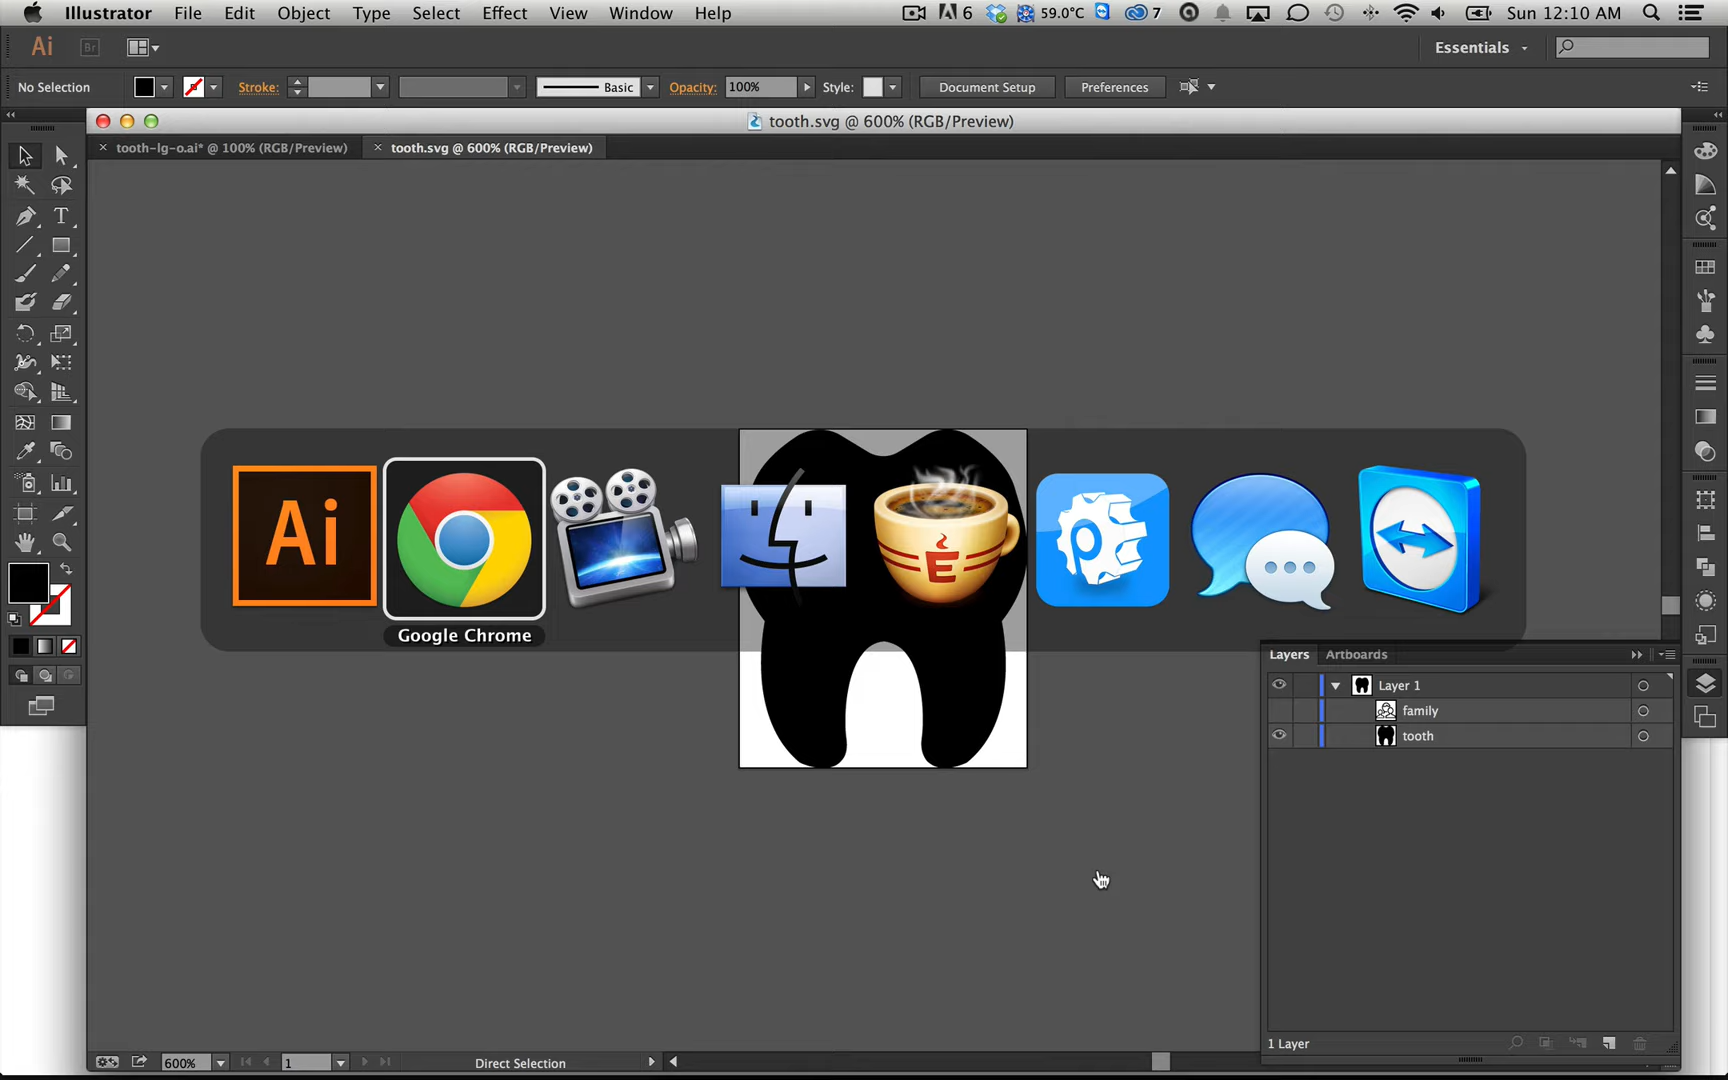 Illustrator File Edit Object Type Select Effect View Window Help 6 59.0°C 7 Sun 12:10 AM
Ai Br Essentials
No Selection Stroke: Basic Opacity: 100% Style: Document Setup Preferences
tooth.svg @ 600% (RGB/Preview)
tooth-lg-o.ai* @ 100% (RGB/Preview) tooth.svg @ 600% (RGB/Preview)
T
Ai
E
p
Google Chrome
Layers Artboards
Layer 1
family
tooth
1 Layer
600% 1 Direct Selection